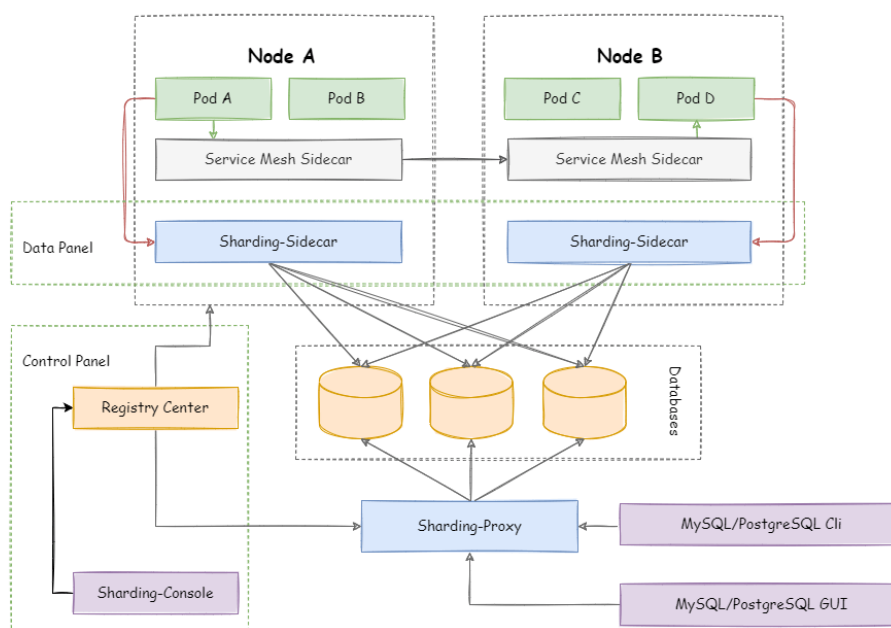 Node A
Node B
Pod A
Pod B
Pod C
Pod D
Service Mesh Sidecar
Service Mesh Sidecar
Data Panel
Sharding-Sidecar
Sharding-Sidecar
Control Panel
Registry Center
Databases
Sharding-Proxy
MySQL/PostgreSQL Cli
Sharding-Console
MySQL/PostgreSQL GUI